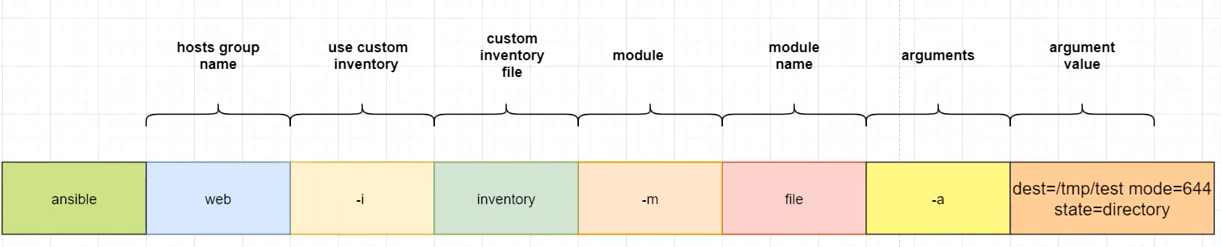 hosts group
name
use custom
inventory
custom
inventory
file
module
module
name
arguments
argument
value
ansible
web
-i
inventory
-m
file
-a
dest=/tmp/test mode=644
state=directory